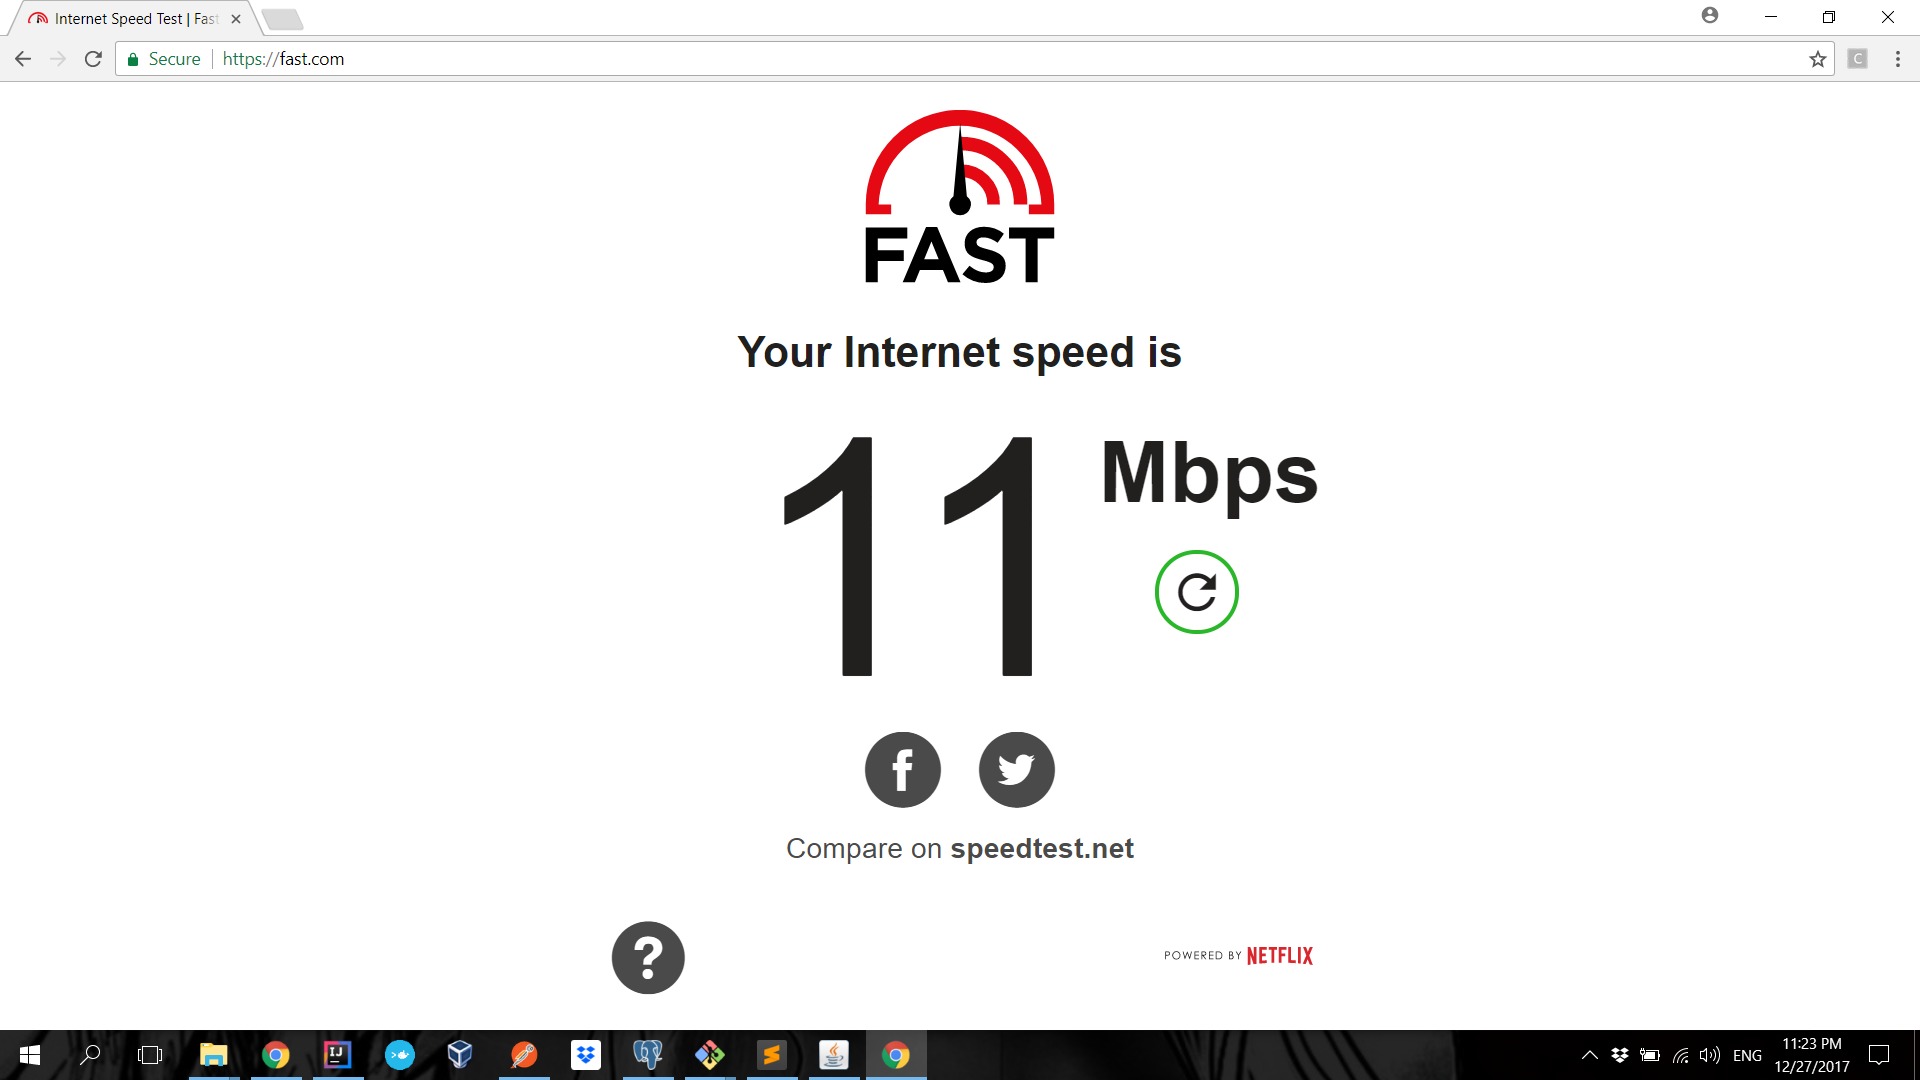 Internet Speed Test | Fast
Secure | https://fast.com
C
FAST
Your Internet speed is
11 Mbps
Compare on speedtest.net
?
POWERED BY NETFLIX
IJ
ENG
11:23 PM
12/27/2017